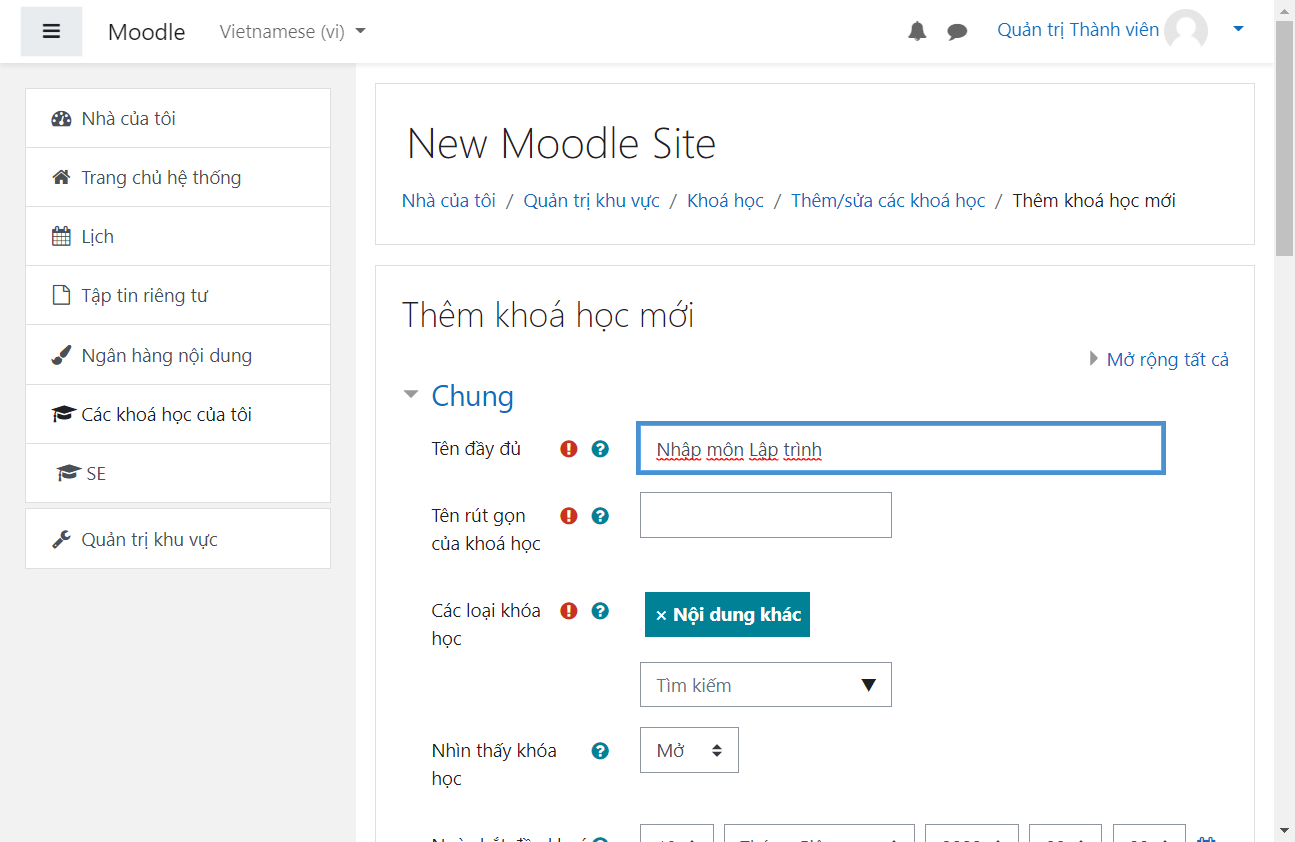 Moodle
Vietnamese (vi)
Quản trị Thành viên
Nhà của tôi
Trang chủ hệ thống
Lịch
Tập tin riêng tư
Ngân hàng nội dung
Các khoá học của tôi
SE
Quản trị khu vực
New Moodle Site
Nhà của tôi / Quản trị khu vực / Khoá học / Thêm/sửa các khoá học / Thêm khoá học mới
Thêm khoá học mới
Mở rộng tất cả
Chung
Tên đầy đủ
Nhập môn Lập trình
Tên rút gọn
của khoá học
Các loại khóa
học
× Nội dung khác
Tìm kiếm
Nhìn thấy khóa
học
Mở